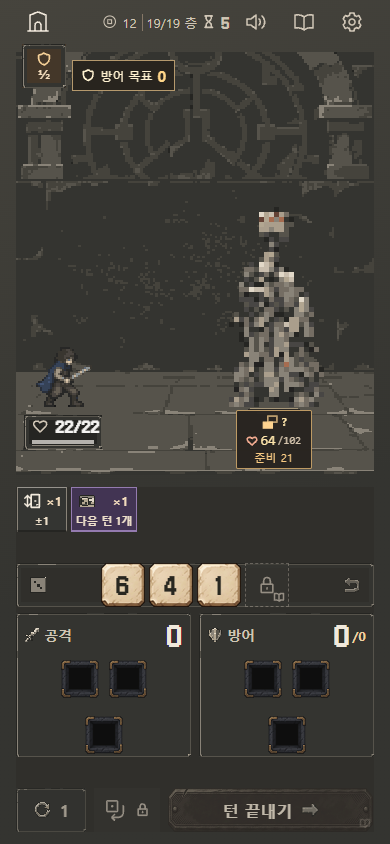 12 19/19 층 5
½
방어 목표 0
22/22
?
64/102
준비 21
×1
±1
×1
다음 턴 1개
6 4 1
공격 0
방어 0/0
1
턴 끝내기